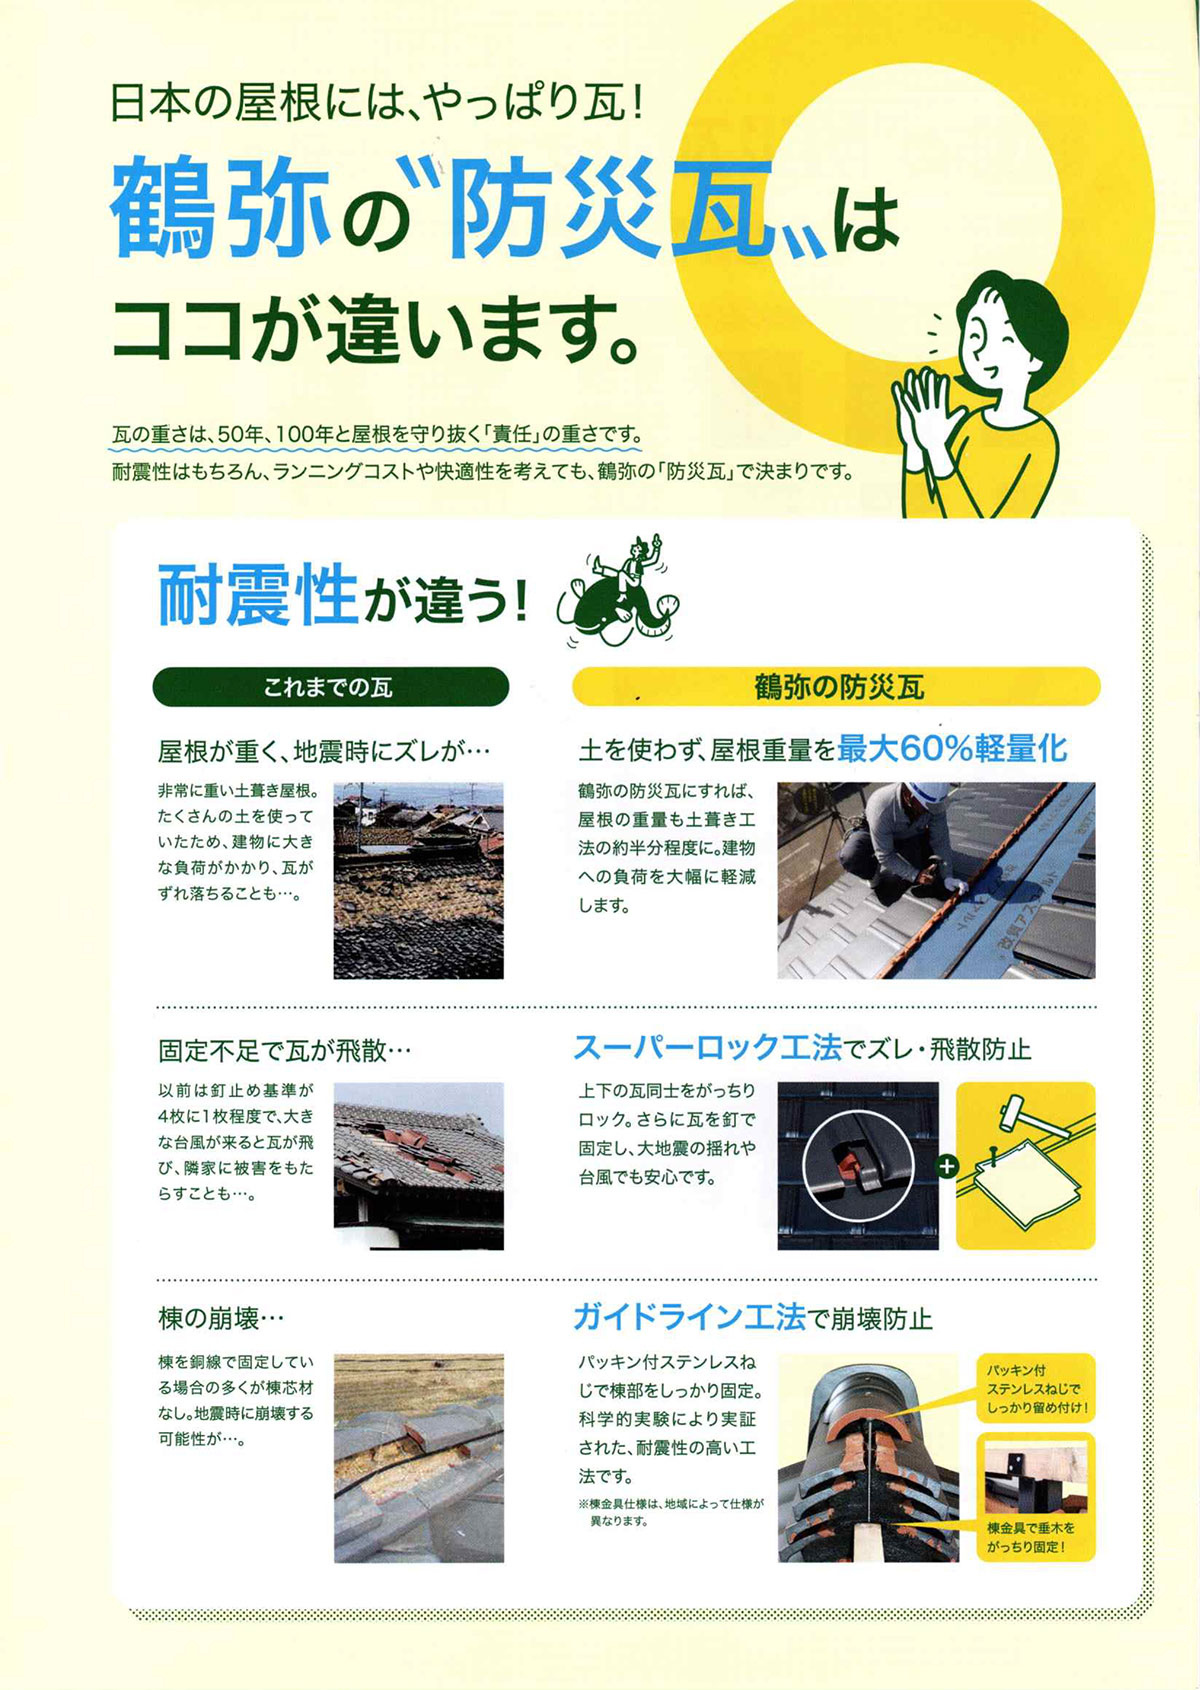 日本の屋根には、やっぱり瓦!
鶴弥の〝防災瓦〟は
ココが違います。
瓦の重さは、50年、100年と屋根を守り抜く「責任」の重さです。
耐震性はもちろん、ランニングコストや快適性を考えても、鶴弥の「防災瓦」で決まりです。
耐震性が違う!
これまでの瓦
屋根が重く、地震時にズレが…
非常に重い土葺き屋根。
たくさんの土を使って
いたため、建物に大き
な負荷がかかり、瓦が
ずれ落ちることも…。
鶴弥の防災瓦
土を使わず、屋根重量を最大60%軽量化
鶴弥の防災瓦にすれば、
屋根の重量も土葺き工
法の約半分程度に。建物
への負荷を大幅に軽減
します。
改質アス
固定不足で瓦が飛散…
以前は釘止め基準が
4枚に1枚程度で、大き
な台風が来ると瓦が飛
び、隣家に被害をもた
らすことも…。
スーパーロック工法でズレ・飛散防止
上下の瓦同士をがっちり
ロック。さらに瓦を釘で
固定し、大地震の揺れや
台風でも安心です。
+
棟の崩壊…
棟を銅線で固定してい
る場合の多くが棟芯材
なし。地震時に崩壊する
可能性が…。
ガイドライン工法で崩壊防止
パッキン付ステンレスね
じで棟部をしっかり固定。
科学的実験により実証
された、耐震性の高い工
法です。
※棟金具仕様は、地域によって仕様が
異なります。
パッキン付
ステンレスねじで
しっかり留め付け!
棟金具で垂木を
がっちり固定!